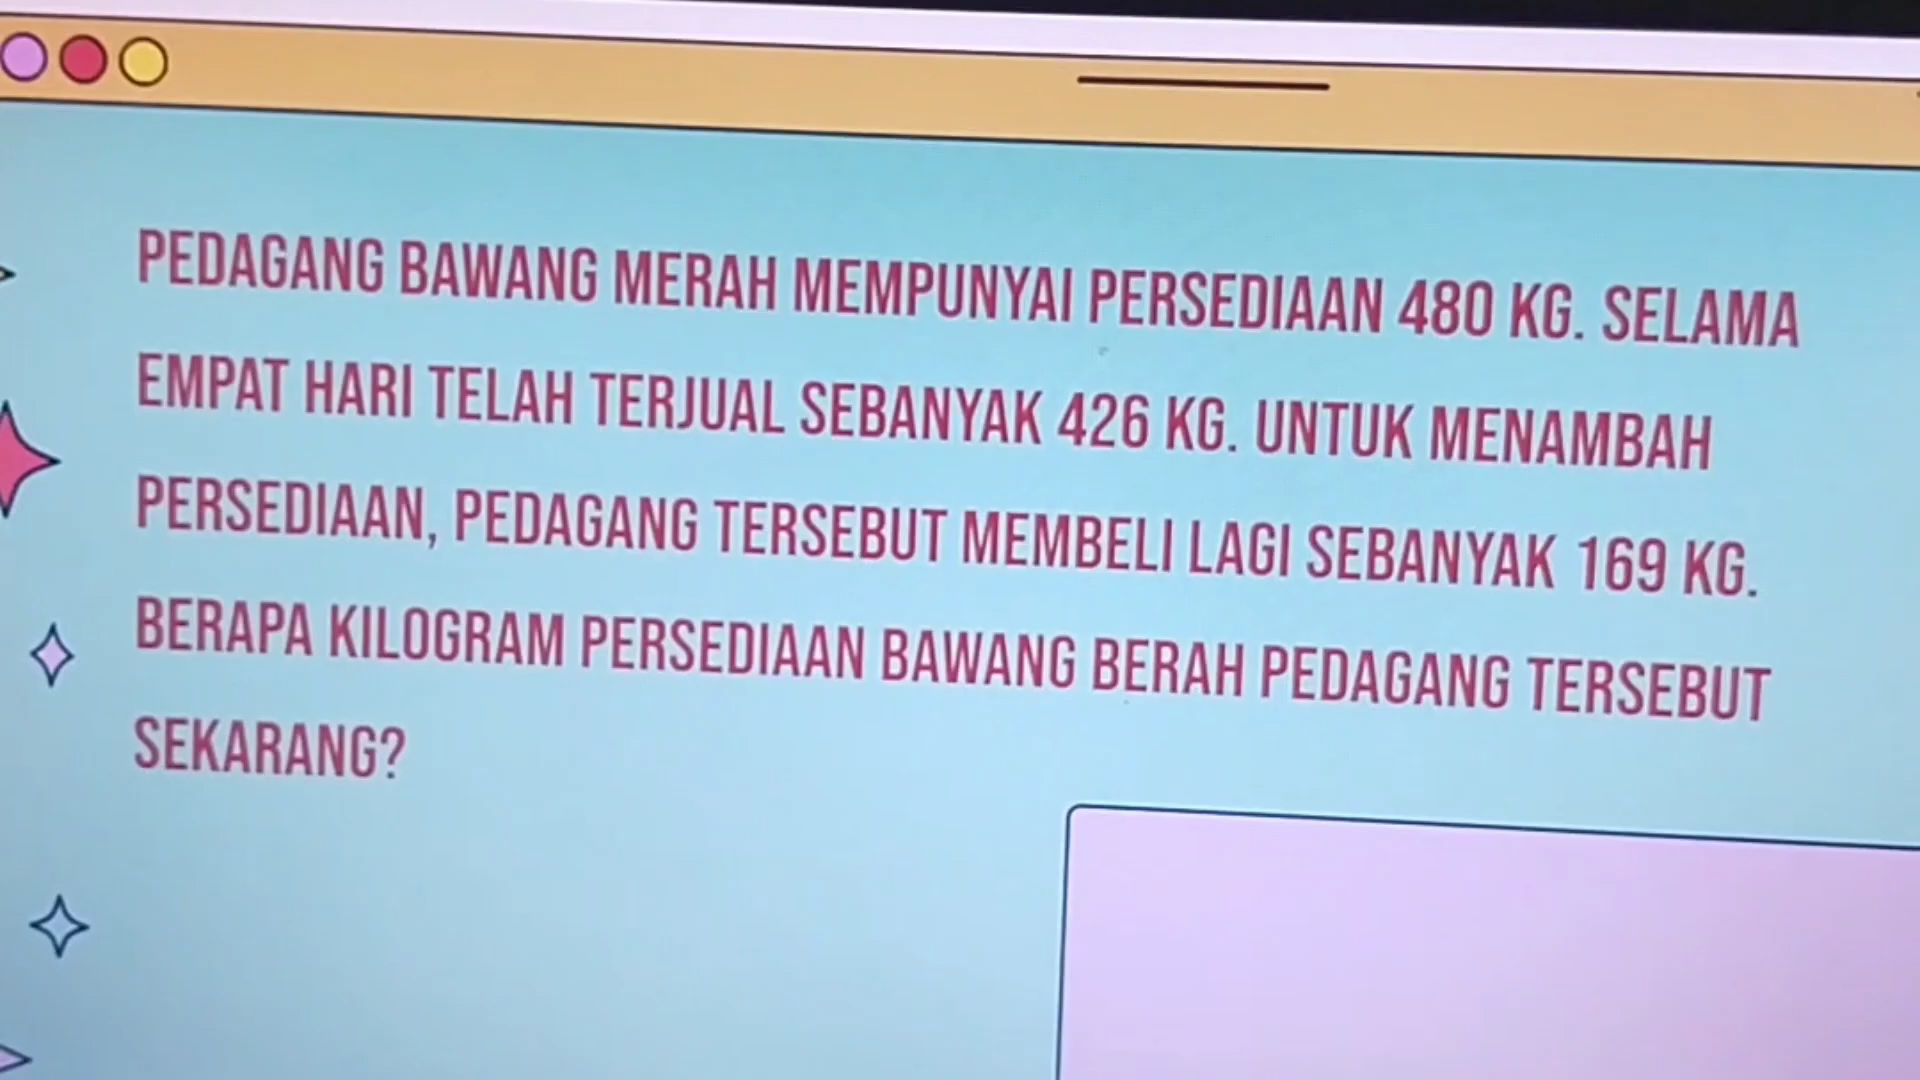 PEDAGANG BAWANG MERAH MEMPUNYAI PERSEDIAAN 480 KG. SELAMA
EMPAT HARI TELAH TERJUAL SEBANYAK 426 KG. UNTUK MENAMBAH
PERSEDIAAN, PEDAGANG TERSEBUT MEMBELI LAGI SEBANYAK 169 KG.
BERAPA KILOGRAM PERSEDIAAN BAWANG BERAH PEDAGANG TERSEBUT
SEKARANG?